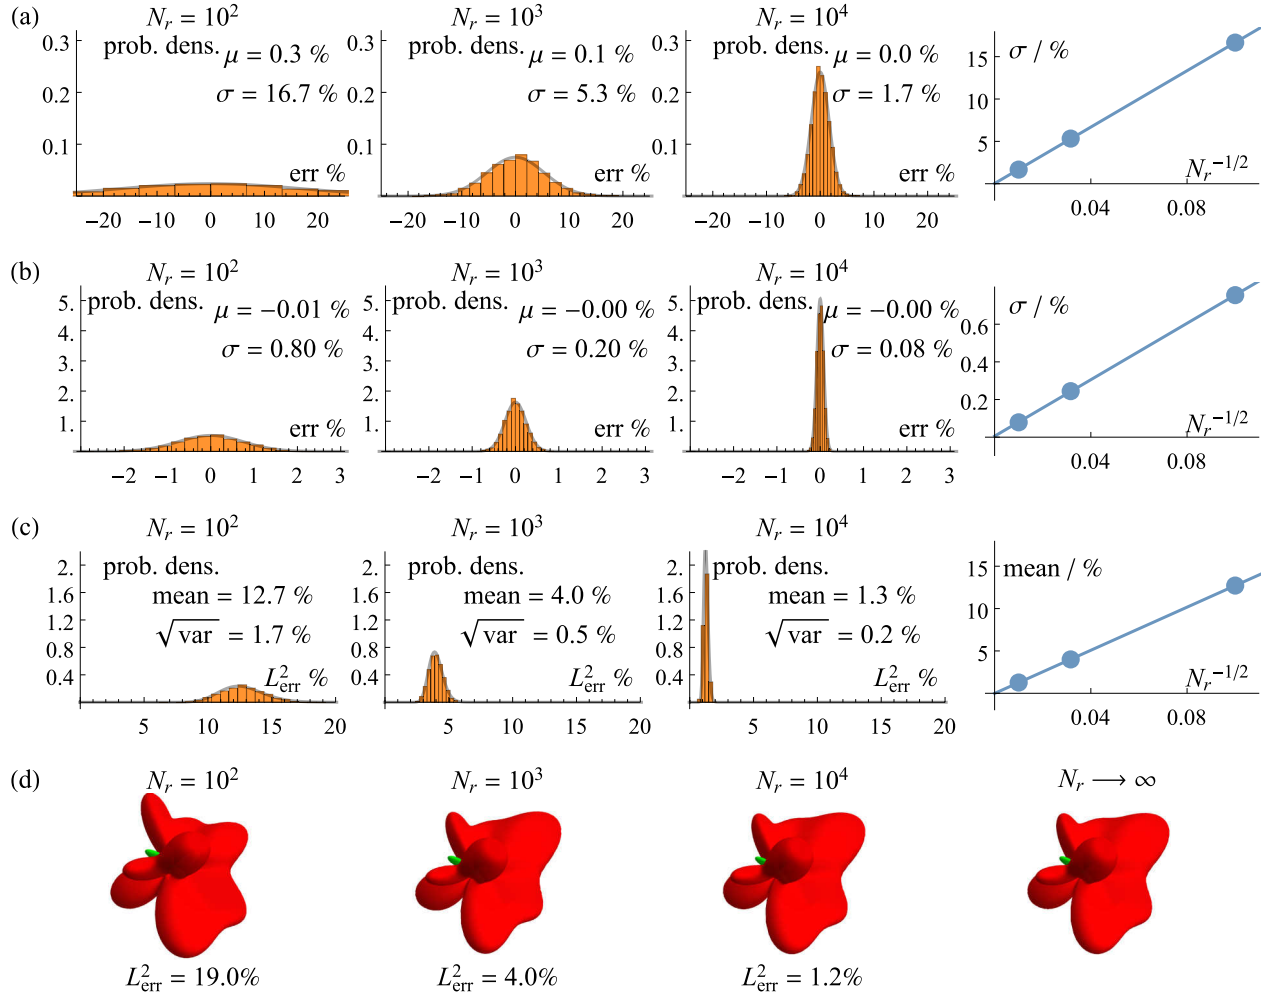 (a)
N_r = 10^2
N_r = 10^3
N_r = 10^4
0.3
0.2
0.1
prob. dens.
μ = 0.3 %
σ = 16.7 %
err %
−20 −10 0 10 20
0.3
0.2
0.1
prob. dens.
μ = 0.1 %
σ = 5.3 %
err %
−20 −10 0 10 20
0.3
0.2
0.1
prob. dens.
μ = 0.0 %
σ = 1.7 %
err %
−20 −10 0 10 20
15
10
5
σ / %
N_r^{−1/2}
0.04 0.08
(b)
N_r = 10^2
N_r = 10^3
N_r = 10^4
5.
4.
3.
2.
1.
prob. dens.
μ = −0.01 %
σ = 0.80 %
err %
−2 −1 0 1 2 3
5.
4.
3.
2.
1.
prob. dens.
μ = −0.00 %
σ = 0.20 %
err %
−2 −1 0 1 2 3
5.
4.
3.
2.
1.
prob. dens.
μ = −0.00 %
σ = 0.08 %
err %
−2 −1 0 1 2 3
0.6
0.4
0.2
σ / %
N_r^{−1/2}
0.04 0.08
(c)
N_r = 10^2
N_r = 10^3
N_r = 10^4
2.
1.6
1.2
0.8
0.4
prob. dens.
mean = 12.7 %
√var = 1.7 %
L^2_err %
5 10 15 20
2.
1.6
1.2
0.8
0.4
prob. dens.
mean = 4.0 %
√var = 0.5 %
L^2_err %
5 10 15 20
2.
1.6
1.2
0.8
0.4
prob. dens.
mean = 1.3 %
√var = 0.2 %
L^2_err %
5 10 15 20
15
10
5
mean / %
N_r^{−1/2}
0.04 0.08
(d)
N_r = 10^2
N_r = 10^3
N_r = 10^4
N_r ⟶ ∞
L^2_err = 19.0%
L^2_err = 4.0%
L^2_err = 1.2%